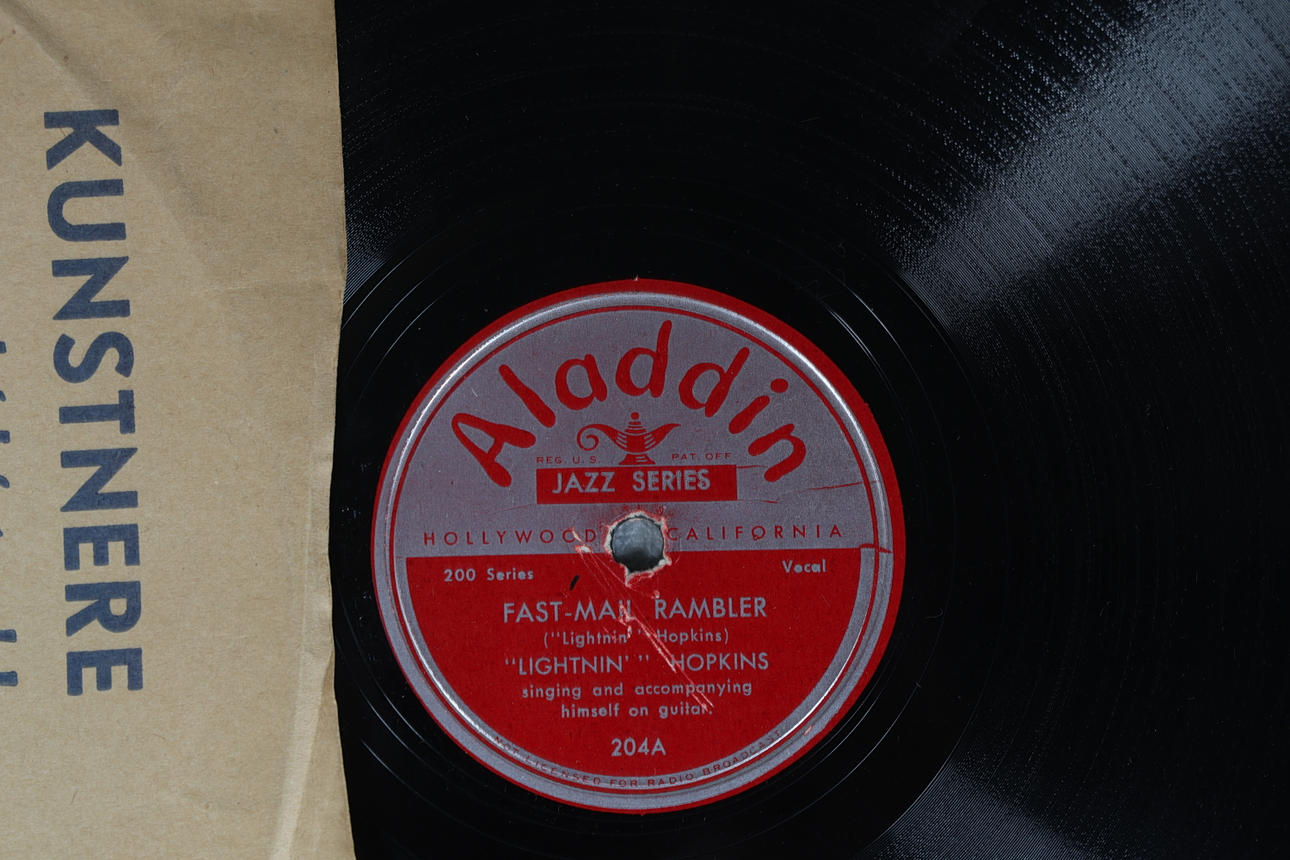 KUNSTNERE
Aladdin
REG. U. S. PAT. OFF
JAZZ SERIES
HOLLYWOOD CALIFORNIA
200 Series Vocal
FAST-MAIL RAMBLER
("Lightnin' " Hopkins)
"LIGHTNIN' " HOPKINS
singing and accompanying
himself on guitar.
204A
NOT LICENSED FOR RADIO BROADCAST